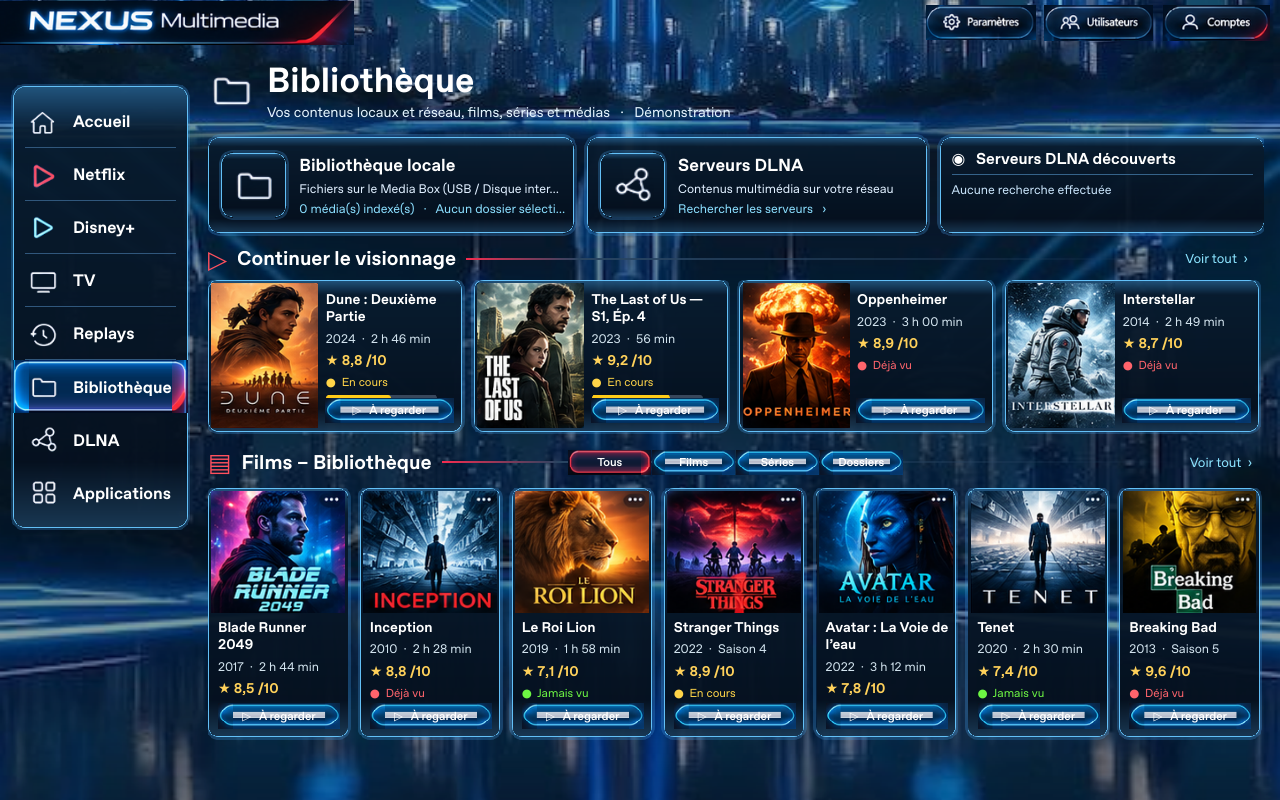 NEXUS Multimedia
Paramètres
Utilisateurs
Comptes
Bibliothèque
Vos contenus locaux et réseau, films, séries et médias · Démonstration
Accueil
Netflix
Disney+
TV
Replays
Bibliothèque
DLNA
Applications
Bibliothèque locale
Fichiers sur le Media Box (USB / Disque inter...
0 média(s) indexé(s) · Aucun dossier sélecti...
Serveurs DLNA
Contenus multimédia sur votre réseau
Rechercher les serveurs ›
Serveurs DLNA découverts
Aucune recherche effectuée
Continuer le visionnage
Voir tout ›
DUNE
DEUXIÈME PARTIE
Dune : Deuxième
Partie
2024 · 2 h 46 min
★ 8,8 /10
En cours
À regarder
THE
LAST
OF US
The Last of Us —
S1, Ép. 4
2023 · 56 min
★ 9,2 /10
En cours
À regarder
OPPENHEIMER
Oppenheimer
2023 · 3 h 00 min
★ 8,9 /10
Déjà vu
À regarder
INTERSTELLAR
Interstellar
2014 · 2 h 49 min
★ 8,7 /10
Déjà vu
À regarder
Films – Bibliothèque
Tous
Films
Séries
Dossiers
Voir tout ›
BLADE
RUNNER
2049
Blade Runner
2049
2017 · 2 h 44 min
★ 8,5 /10
À regarder
INCEPTION
Inception
2010 · 2 h 28 min
★ 8,8 /10
Déjà vu
À regarder
LE
ROI LION
Le Roi Lion
2019 · 1 h 58 min
★ 7,1 /10
Jamais vu
À regarder
STRANGER
THINGS
Stranger Things
2022 · Saison 4
★ 8,9 /10
En cours
À regarder
AVATAR
LA VOIE DE L'EAU
Avatar : La Voie de
l'eau
2022 · 3 h 12 min
★ 7,8 /10
À regarder
TENET
Tenet
2020 · 2 h 30 min
★ 7,4 /10
Jamais vu
À regarder
Breaking
Bad
Breaking Bad
2013 · Saison 5
★ 9,6 /10
Déjà vu
À regarder